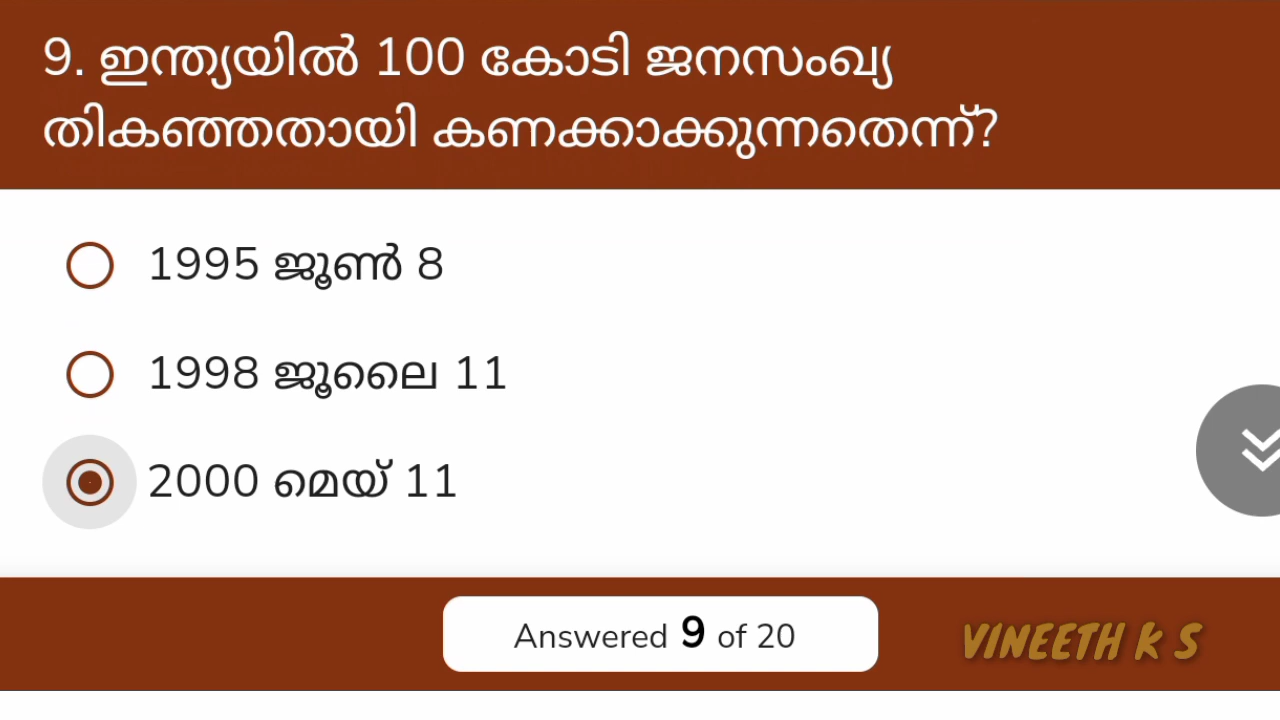 9. ഇന്ത്യയിൽ 100 കോടി ജനസംഖ്യ
തികഞ്ഞതായി കണക്കാക്കുന്നതെന്ന്?
1995 ജൂൺ 8
1998 ജൂലൈ 11
2000 മെയ് 11
Answered 9 of 20
VINEETH K S